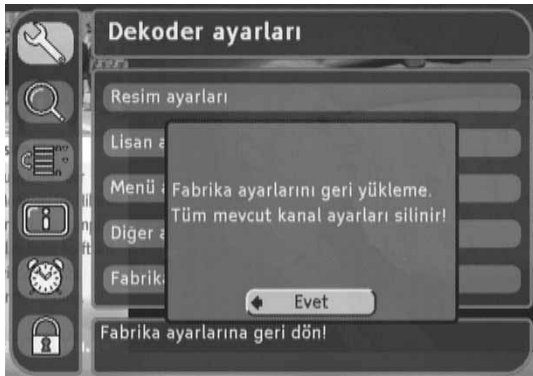 Dekoder ayarları
Resim ayarları
Lisan
Menü
Fabrika ayarlarını geri yükleme.
Tüm mevcut kanal ayarları silinir!
Diğer
Fabrik
Evet
Fabrika ayarlarına geri dön!